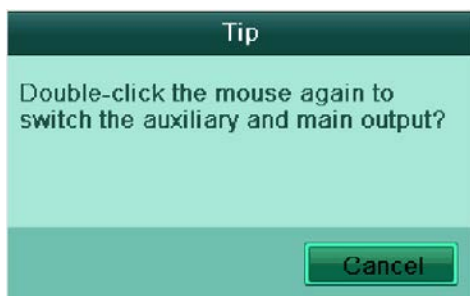 Tip
Double-click the mouse again to
switch the auxiliary and main output?
Cancel